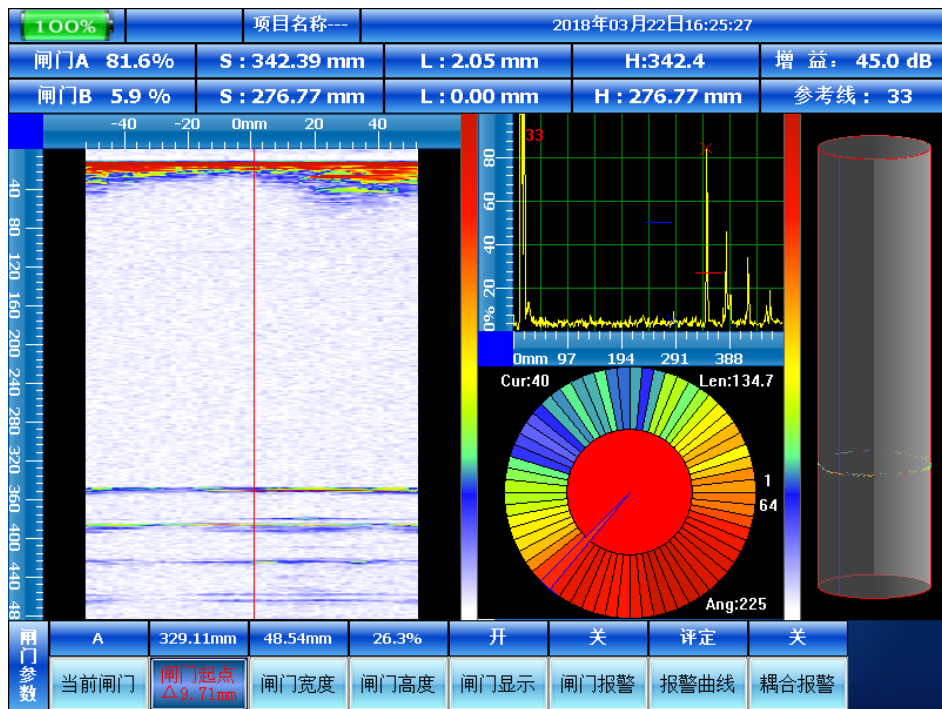 100% 项目名称--- 2018年03月22日16:25:27
闸门A 81.6% S : 342.39 mm L : 2.05 mm H:342.4 增 益: 45.0 dB
闸门B 5.9 % S : 276.77 mm L : 0.00 mm H : 276.77 mm 参考线: 33
-40 -20 0mm 20 40
40
80
120
160
200
240
280
320
360
400
440
48
33
80
60
40
20
0%
0mm 97 194 291 388
Cur:40 Len:134.7
1
64
Ang:225
闸门参数
A 329.11mm 48.54mm 26.3% 开 关 评定 关
当前闸门 闸门起点 闸门宽度 闸门高度 闸门显示 闸门报警 报警曲线 耦合报警
△9.71mm